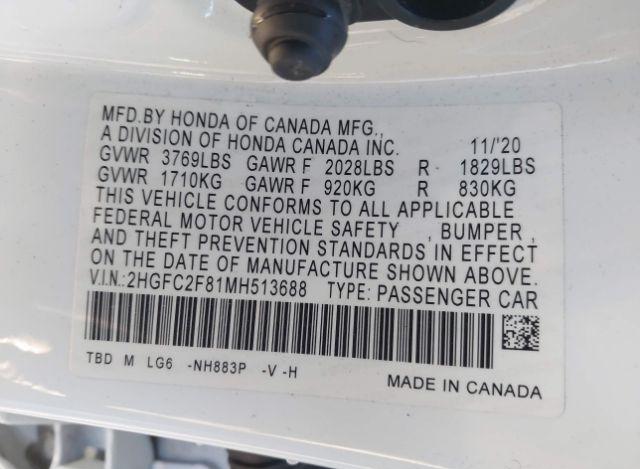 MFD.BY HONDA OF CANADA MFG.,
A DIVISION OF HONDA CANADA INC. 11/'20
GVWR 3769LBS GAWR F 2028LBS R 1829LBS
GVWR 1710KG GAWR F 920KG R 830KG
THIS VEHICLE CONFORMS TO ALL APPLICABLE
FEDERAL MOTOR VEHICLE SAFETY , BUMPER ,
AND THEFT PREVENTION STANDARDS IN EFFECT
ON THE DATE OF MANUFACTURE SHOWN ABOVE.
V.I.N.:2HGFC2F81MH513688 TYPE: PASSENGER CAR
TBD M LG6 -NH883P -V -H
MADE IN CANADA